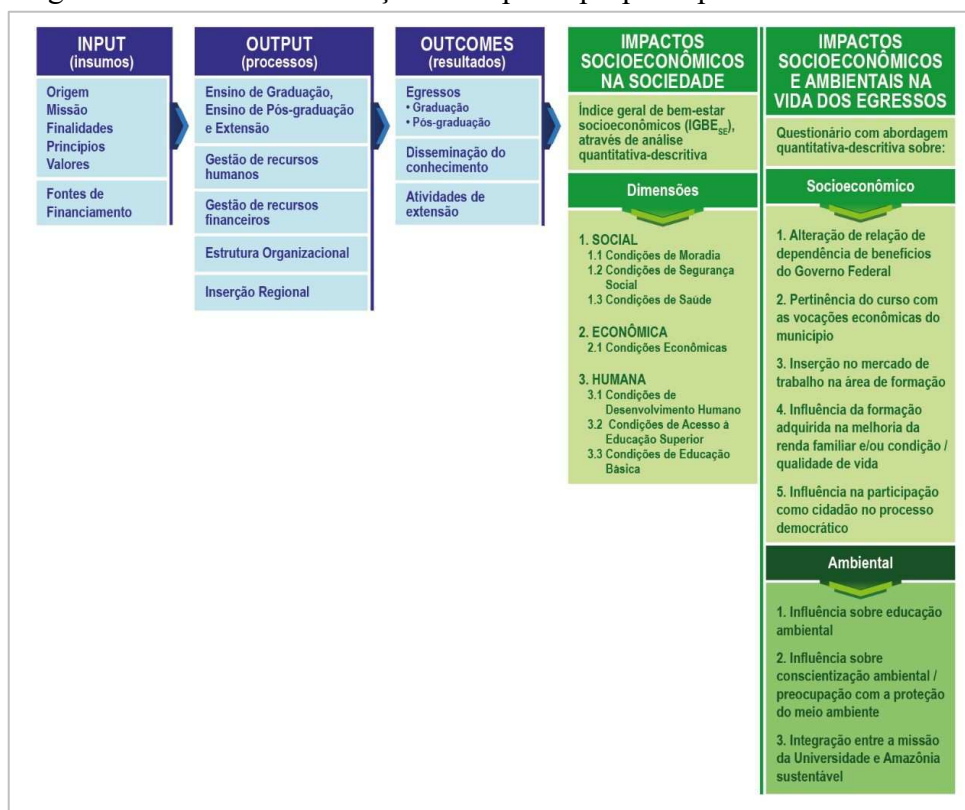 INPUT
(insumos)
Origem
Missão
Finalidades
Princípios
Valores
Fontes de
Financiamento
OUTPUT
(processos)
Ensino de Graduação,
Ensino de Pós-graduação
e Extensão
Gestão de recursos
humanos
Gestão de recursos
financeiros
Estrutura Organizacional
Inserção Regional
OUTCOMES
(resultados)
Egressos
• Graduação
• Pós-graduação
Disseminação do
conhecimento
Atividades de
extensão
IMPACTOS
SOCIOECONÔMICOS
NA SOCIEDADE
Índice geral de bem-estar
socioeconômicos (IGBESE),
através de análise
quantitativa-descritiva
Dimensões
1. SOCIAL
1.1 Condições de Moradia
1.2 Condições de Segurança
Social
1.3 Condições de Saúde
2. ECONÔMICA
2.1 Condições Econômicas
3. HUMANA
3.1 Condições de
Desenvolvimento Humano
3.2 Condições de Acesso à
Educação Superior
3.3 Condições de Educação
Básica
IMPACTOS
SOCIOECONÔMICOS
E AMBIENTAIS NA
VIDA DOS EGRESSOS
Questionário com abordagem
quantitativa-descritiva sobre:
Socioeconômico
1. Alteração de relação de
dependência de benefícios
do Governo Federal
2. Pertinência do curso com
as vocações econômicas do
município
3. Inserção no mercado de
trabalho na área de formação
4. Influência da formação
adquirida na melhoria da
renda familiar e/ou condição /
qualidade de vida
5. Influência na participação
como cidadão no processo
democrático
Ambiental
1. Influência sobre educação
ambiental
2. Influência sobre
conscientização ambiental /
preocupação com a proteção
do meio ambiente
3. Integração entre a missão
da Universidade e Amazônia
sustentável